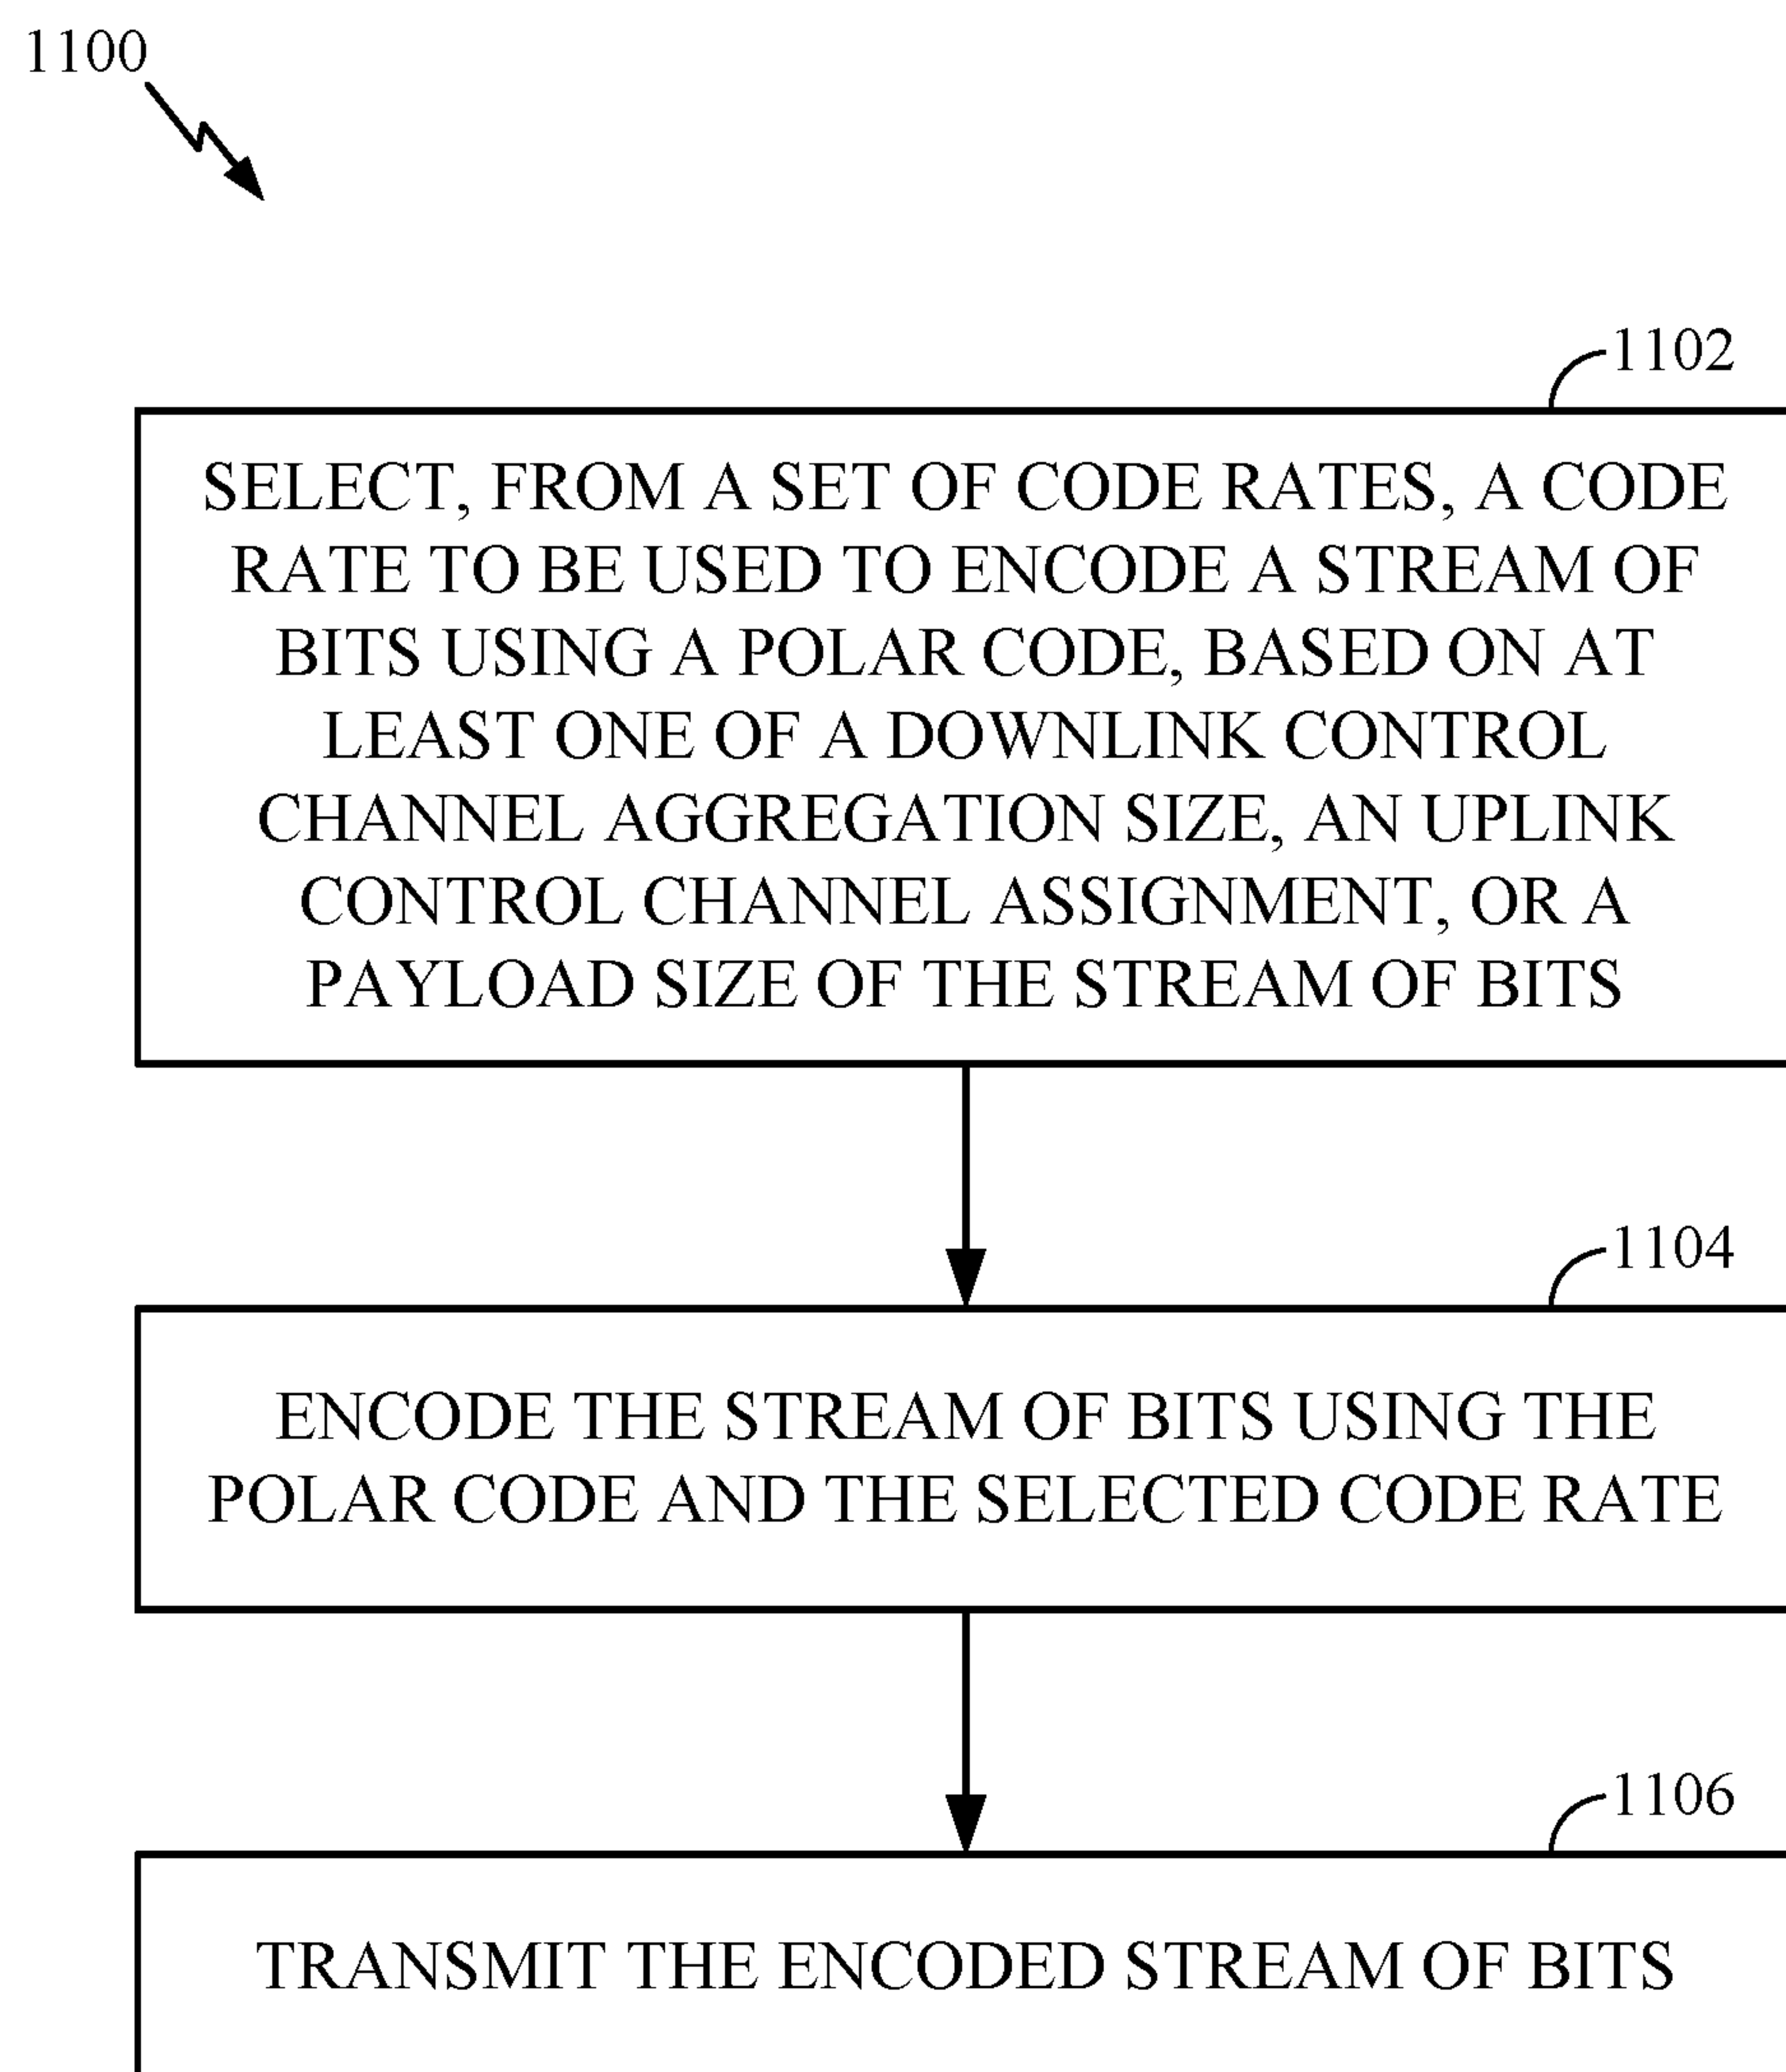 1100
1102
SELECT, FROM A SET OF CODE RATES, A CODE
RATE TO BE USED TO ENCODE A STREAM OF
BITS USING A POLAR CODE, BASED ON AT
LEAST ONE OF A DOWNLINK CONTROL
CHANNEL AGGREGATION SIZE, AN UPLINK
CONTROL CHANNEL ASSIGNMENT, OR A
PAYLOAD SIZE OF THE STREAM OF BITS
1104
ENCODE THE STREAM OF BITS USING THE
POLAR CODE AND THE SELECTED CODE RATE
1106
TRANSMIT THE ENCODED STREAM OF BITS